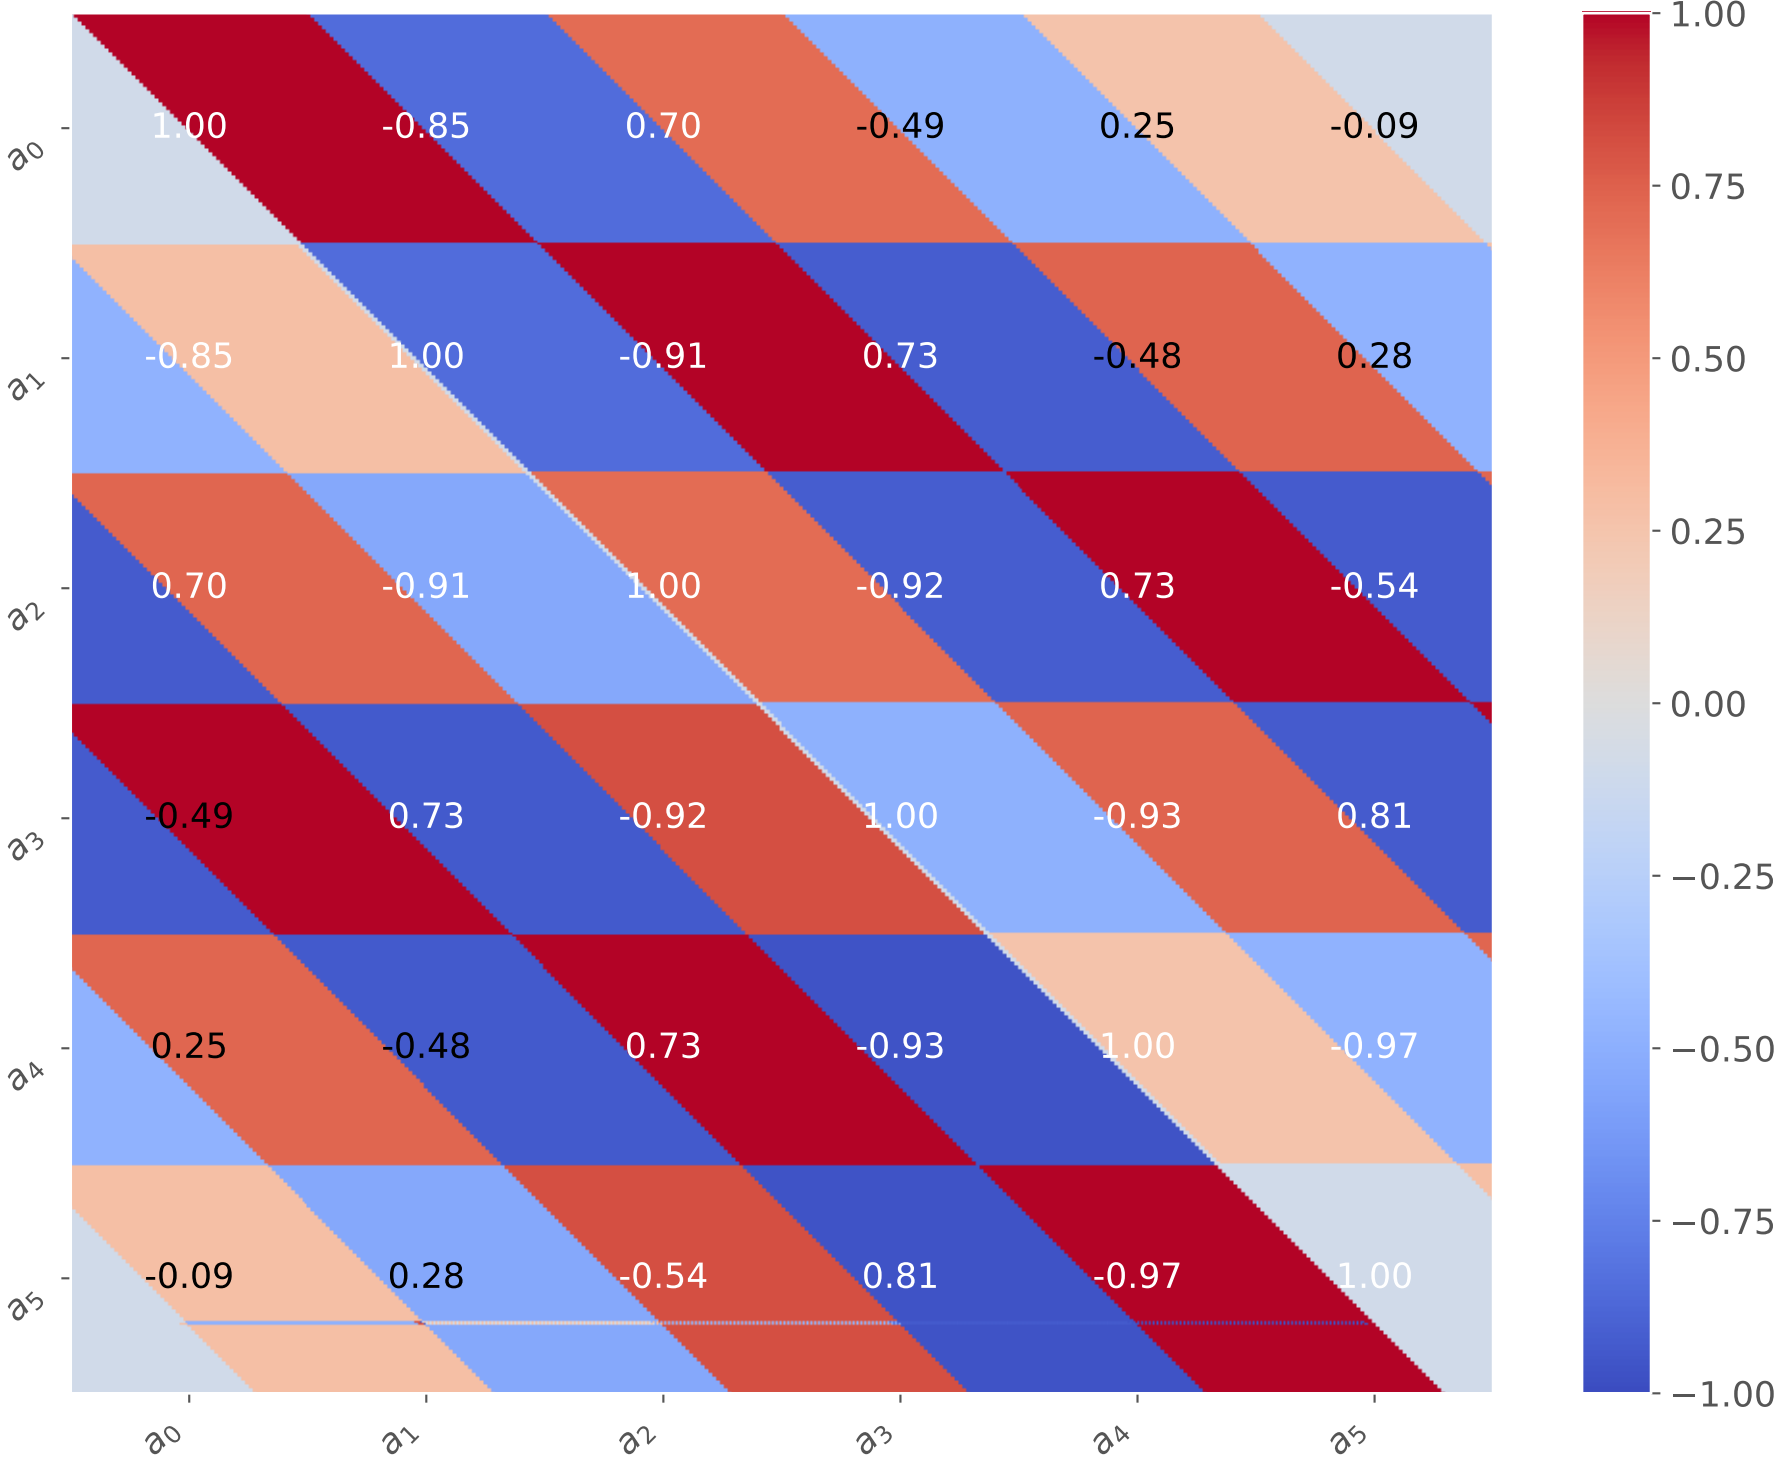 1.00
a0 1.00 -0.85 0.70 -0.49 0.25 -0.09
0.75
a1 -0.85 1.00 -0.91 0.73 -0.48 0.28
0.50
0.25
a2 0.70 -0.91 1.00 -0.92 0.73 -0.54
0.00
a3 -0.49 0.73 -0.92 1.00 -0.93 0.81
−0.25
a4 0.25 -0.48 0.73 -0.93 1.00 -0.97
−0.50
−0.75
a5 -0.09 0.28 -0.54 0.81 -0.97 1.00
−1.00
a0 a1 a2 a3 a4 a5